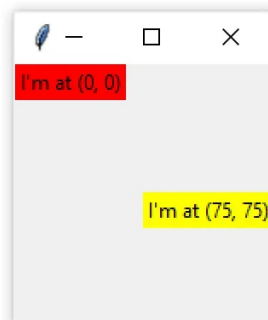 I'm at (0, 0)
I'm at (75, 75)